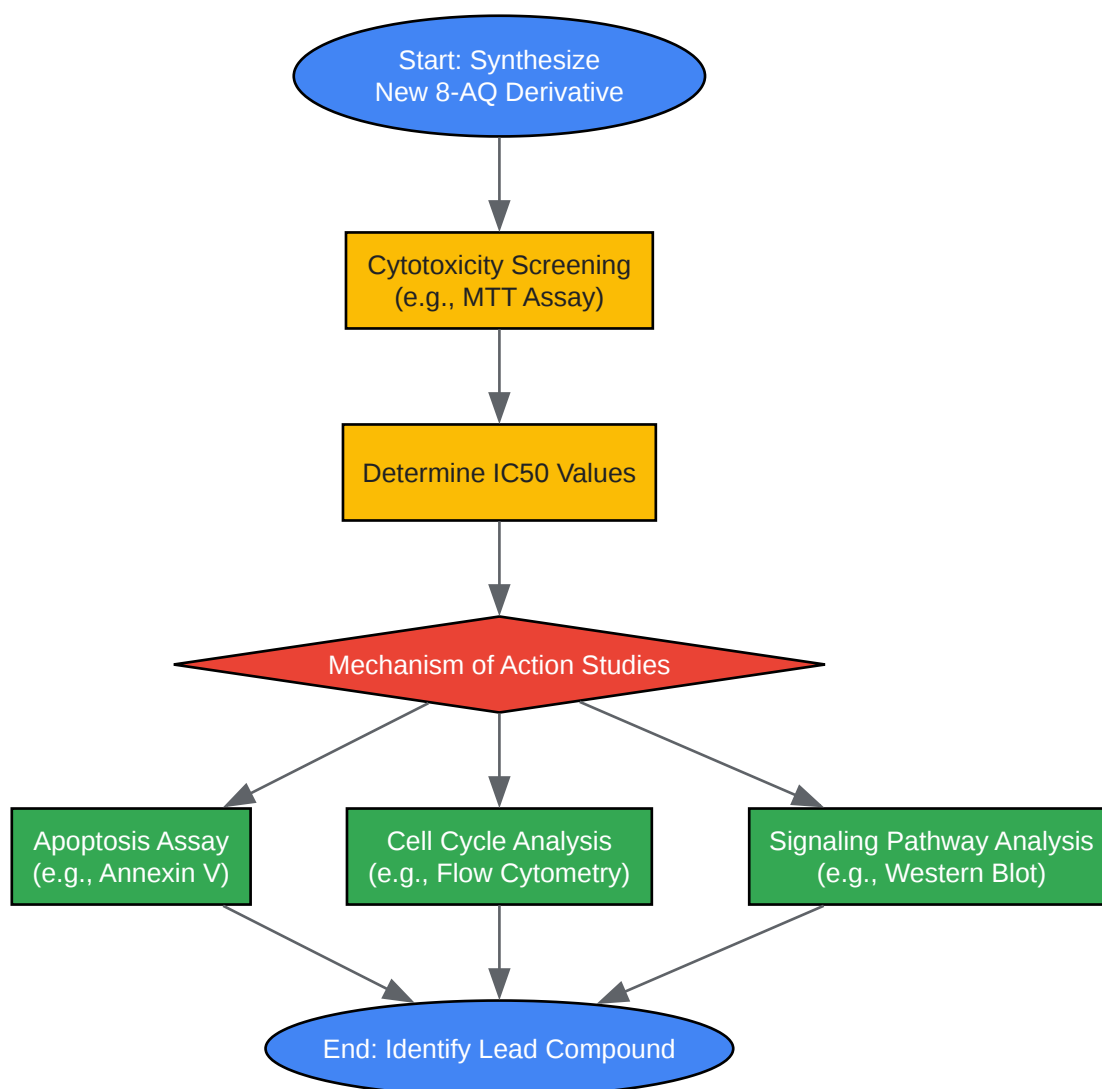 Start: Synthesize
New 8-AQ Derivative
Cytotoxicity Screening
(e.g., MTT Assay)
Determine IC50 Values
Mechanism of Action Studies
Apoptosis Assay
(e.g., Annexin V)
Cell Cycle Analysis
(e.g., Flow Cytometry)
Signaling Pathway Analysis
(e.g., Western Blot)
End: Identify Lead Compound